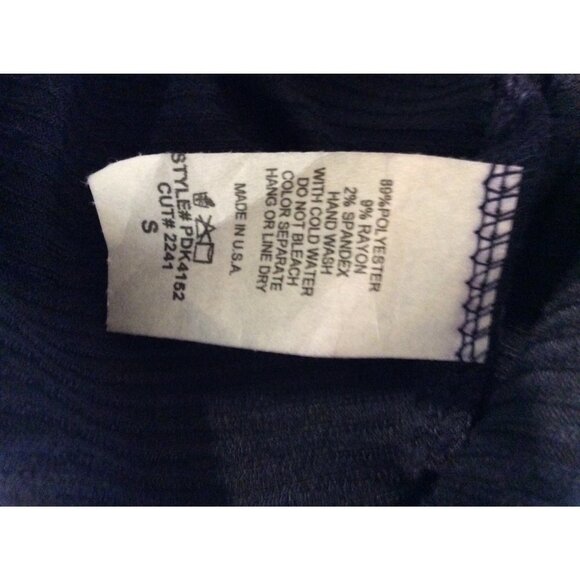 89%POLYESTER
9% RAYON
2% SPANDEX
HAND WASH
WITH COLD WATER
DO NOT BLEACH
COLOR SEPARATE
HANG OR LINE DRY
MADE IN U.S.A.
STYLE# PDK4152
CUT# 2241
S